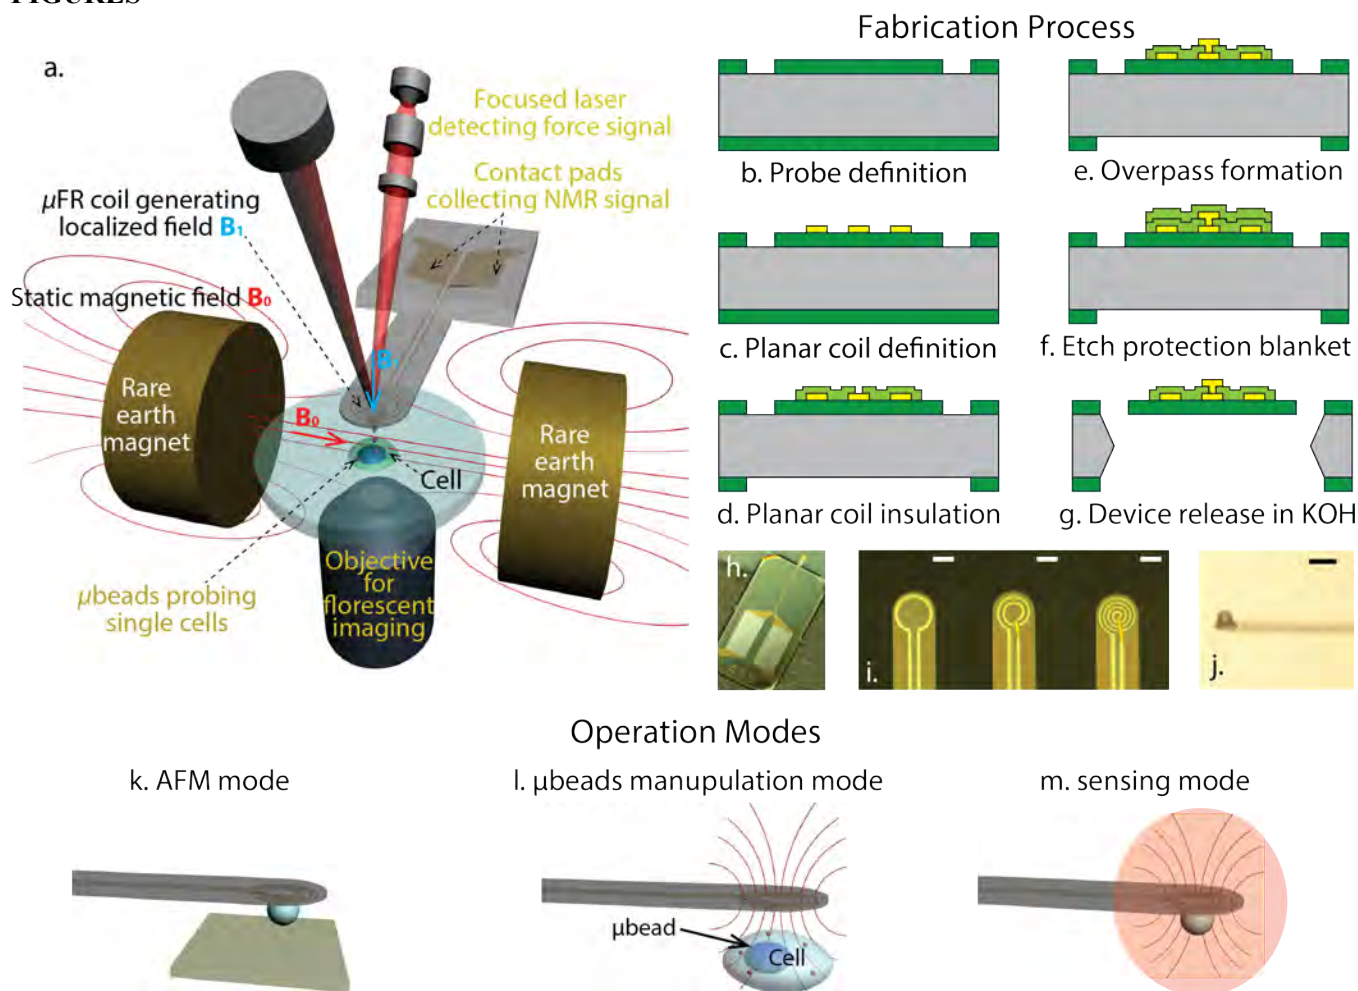 FIGURES
a.
Focused laser
detecting force signal
Contact pads
collecting NMR signal
μFR coil generating
localized field B₁
Static magnetic field B₀
B₁
B₀
Rare
earth
magnet
Rare
earth
magnet
Cell
Objective
for
florescent
imaging
μbeads probing
single cells
Fabrication Process
b. Probe definition
e. Overpass formation
c. Planar coil definition
f. Etch protection blanket
d. Planar coil insulation
g. Device release in KOH
h.
i.
j.
Operation Modes
k. AFM mode
l. μbeads manupulation mode
m. sensing mode
μbead
Cell